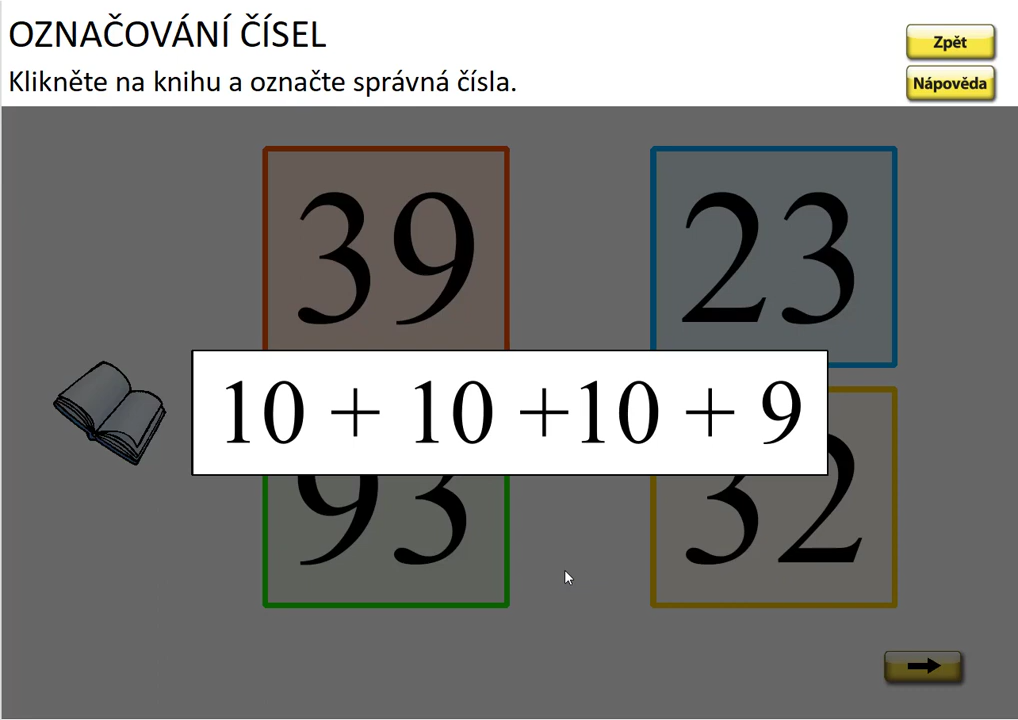 OZNAČOVÁNÍ ČÍSEL
Klikněte na knihu a označte správná čísla.
Zpět
Nápověda
39
23
10 + 10 +10 + 9
93
32